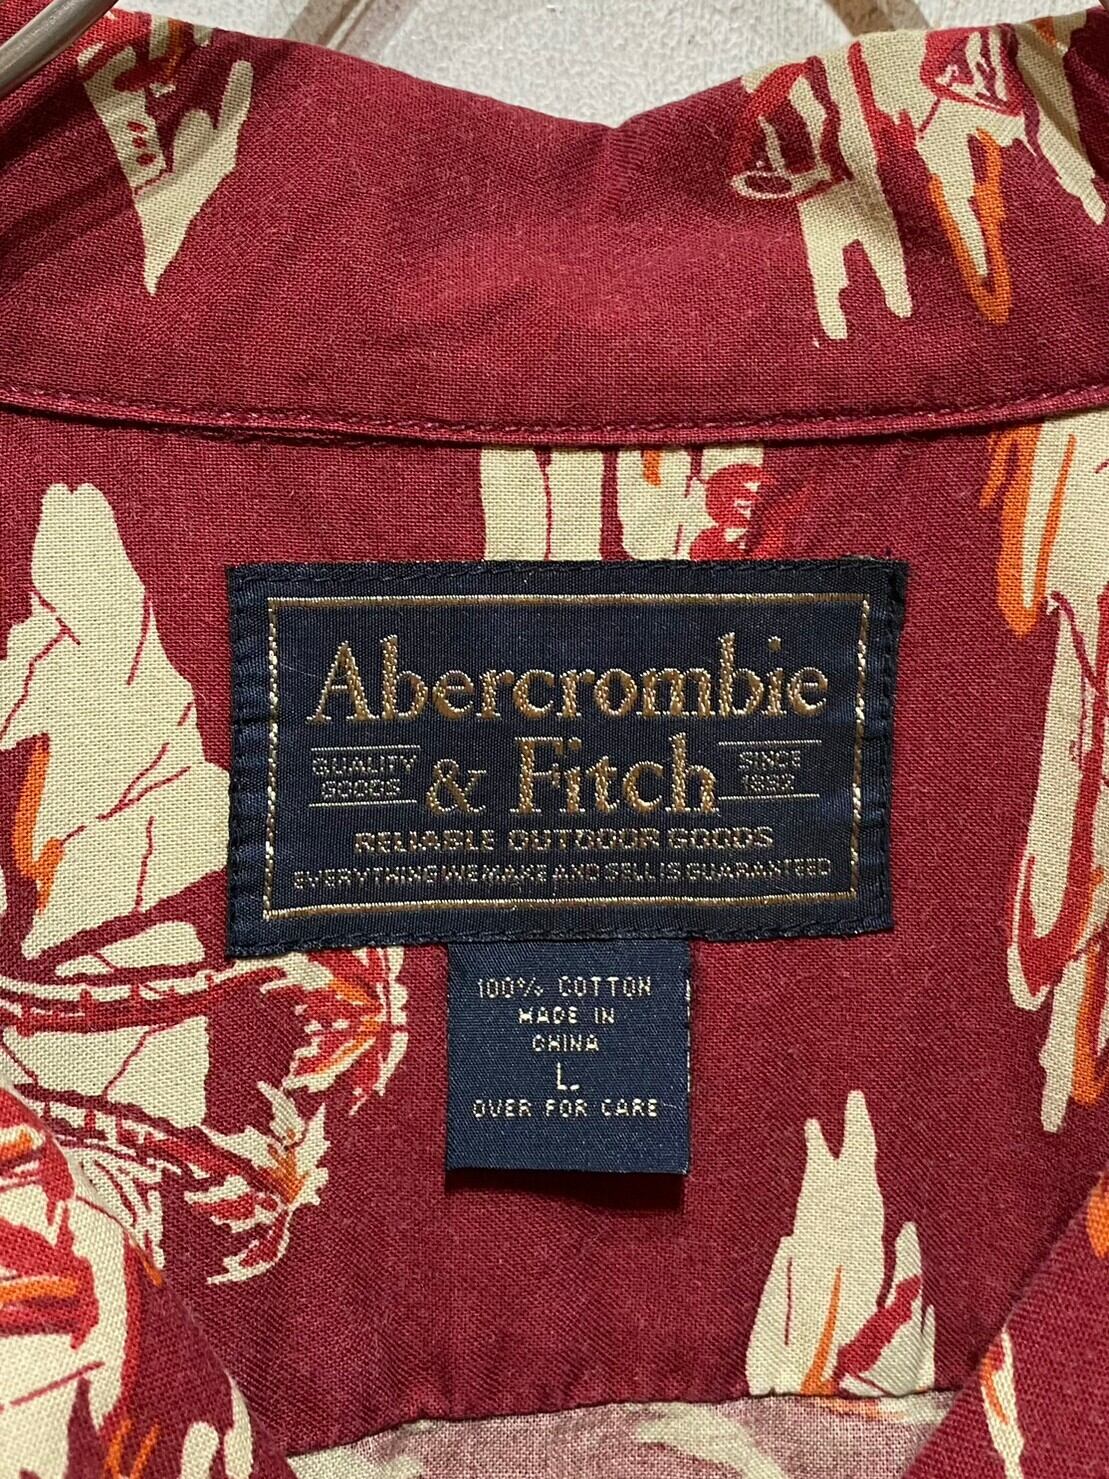 Abercrombie
QUALITY GOODS & Fitch SINCE 1892
RELIABLE OUTDOOR GOODS
EVERYTHING WE MAKE AND SELL IS GUARANTEED
100% COTTON
MADE IN
CHINA
L.
OVER FOR CARE